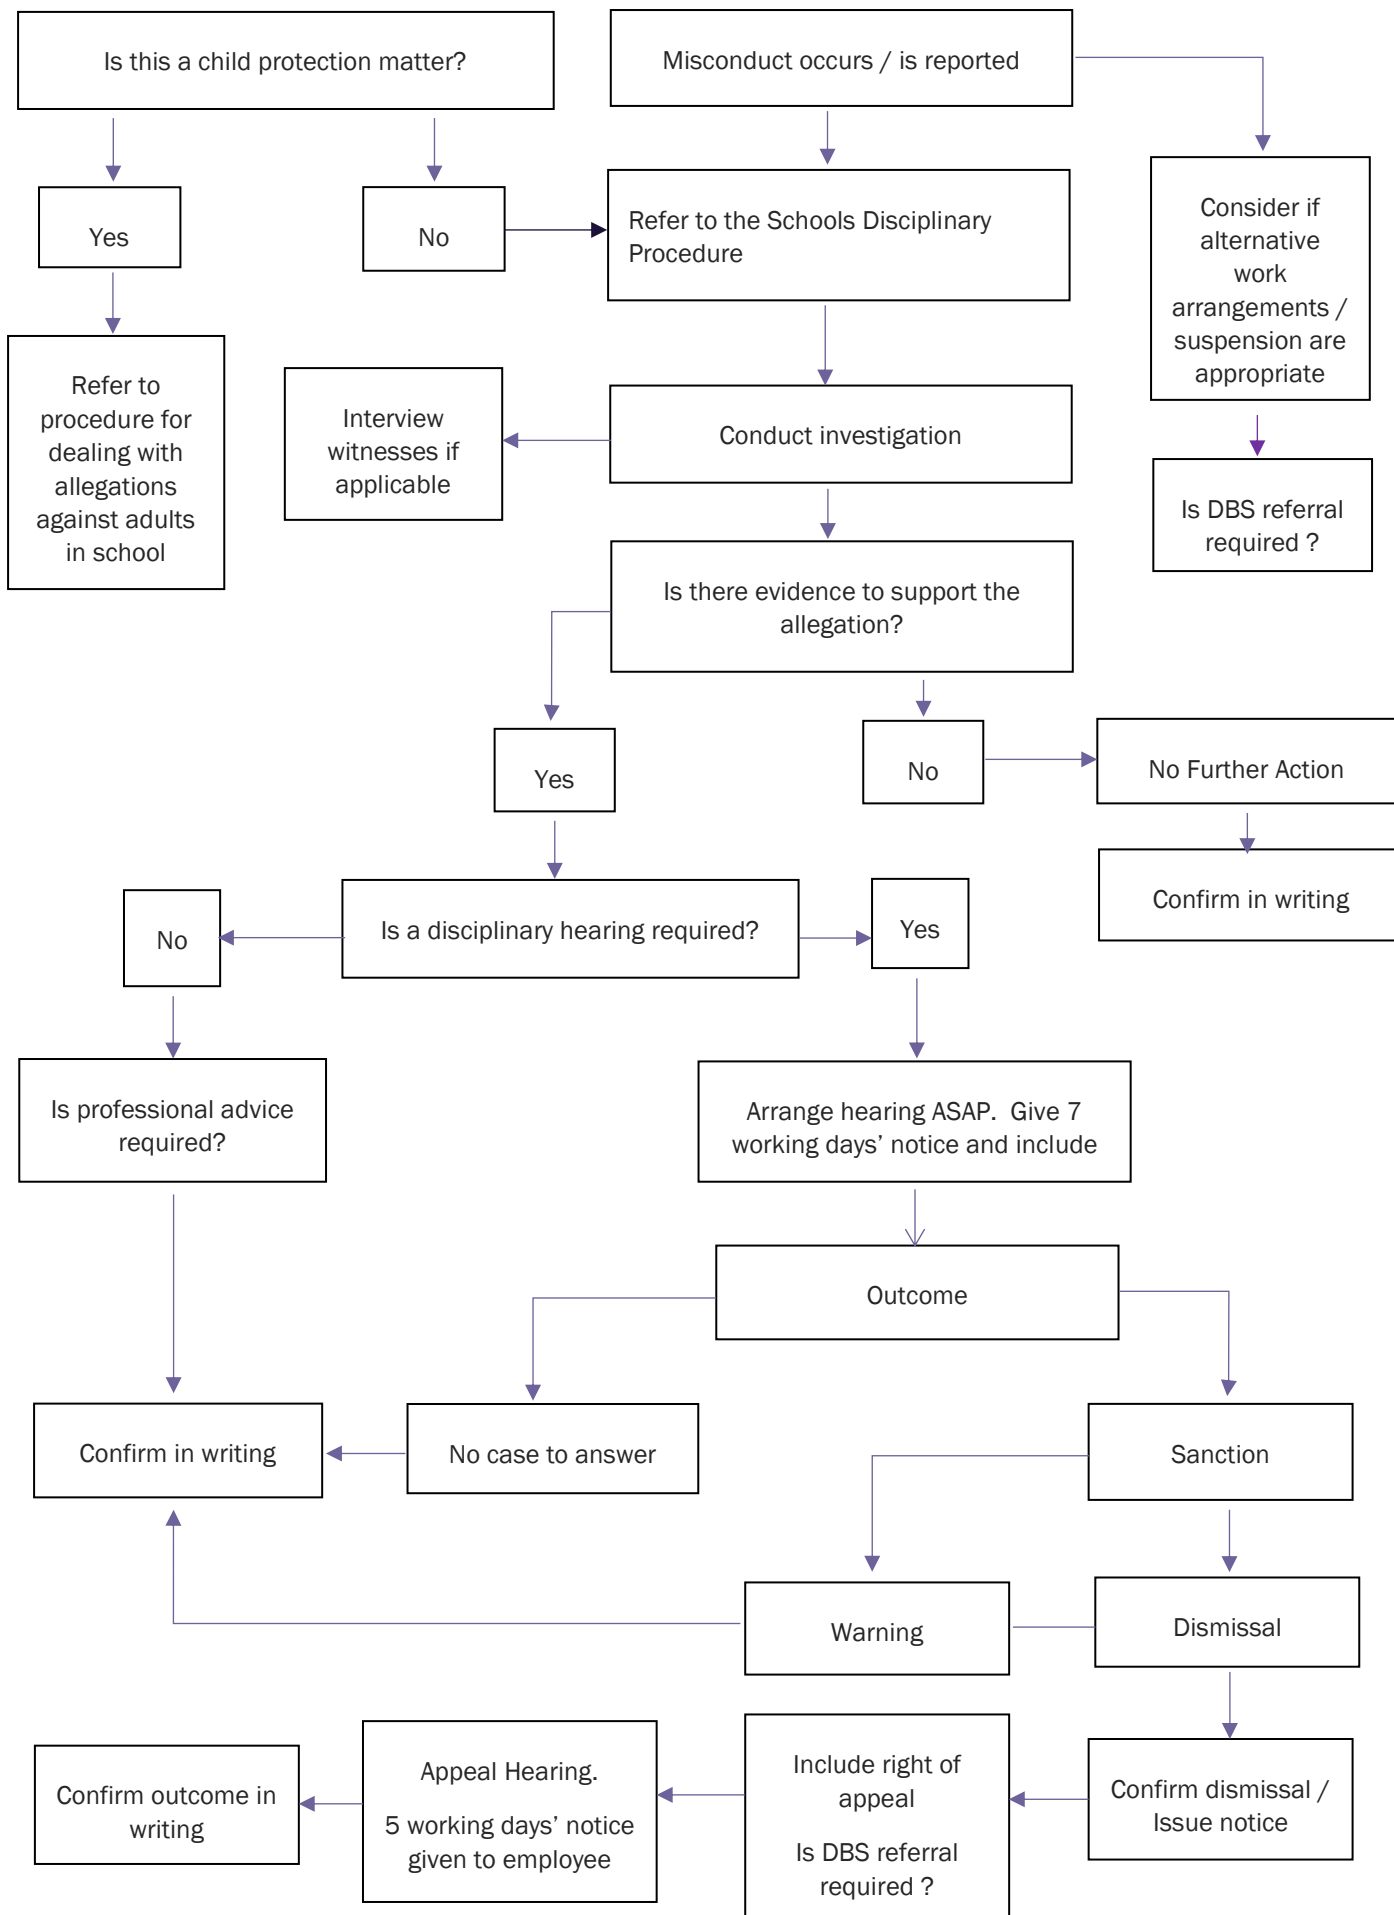 Is this a child protection matter?
Misconduct occurs / is reported
Yes
No
Refer to the Schools Disciplinary
Procedure
Consider if
alternative
work
arrangements /
suspension are
appropriate
Refer to
procedure for
dealing with
allegations
against adults
in school
Interview
witnesses if
applicable
Conduct investigation
Is DBS referral
required ?
Is there evidence to support the
allegation?
Yes
No
No Further Action
Confirm in writing
No
Is a disciplinary hearing required?
Yes
Is professional advice
required?
Arrange hearing ASAP.  Give 7
working days’ notice and include
Outcome
Confirm in writing
No case to answer
Sanction
Warning
Dismissal
Confirm outcome in
writing
Appeal Hearing.
5 working days’ notice
given to employee
Include right of
appeal
Is DBS referral
required ?
Confirm dismissal /
Issue notice